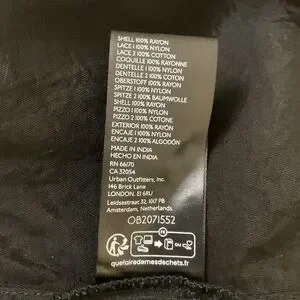 SHELL 100% RAYON
LACE 1 100% NYLON
LACE 2 100% COTTON
COQUILLE 100% RAYONNE
DENTELLE 1 100% NYLON
DENTELLE 2 100% COTON
OBERSTOFF 100% RAYON
SPITZE 1 100% NYLON
SPITZE 2 100% BAUMWOLLE
SHELL 100% RAYON
PIZZO 1 100% NYLON
PIZZO 2 100% COTONE
EXTERIOR 100% RAYÓN
ENCAJE 1 100% NYLON
ENCAJE 2 100% ALGODÓN
MADE IN INDIA
HECHO EN INDIA
RN 66170
CA 32054
Urban Outfitters, Inc.
146 Brick Lane
LONDON, E1 6RU
Leidsestraat 32, 1017 PB
Amsterdam, Netherlands
OB2071552
FR
quefairedemesdechets.fr